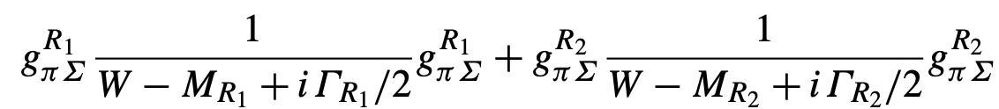 $g_{\pi\Sigma}^{R_1} \frac{1}{W - M_{R_1} + i\Gamma_{R_1}/2} g_{\pi\Sigma}^{R_1} + g_{\pi\Sigma}^{R_2} \frac{1}{W - M_{R_2} + i\Gamma_{R_2}/2} g_{\pi\Sigma}^{R_2}$